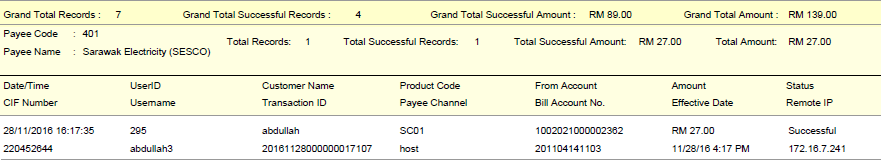 Grand Total Records : 7 Grand Total Successful Records : 4 Grand Total Successful Amount : RM 89.00 Grand Total Amount : RM 139.00
Payee Code : 401
Total Records: 1 Total Successful Records: 1 Total Successful Amount: RM 27.00 Total Amount: RM 27.00
Payee Name : Sarawak Electricity (SESCO)
Date/Time UserID Customer Name Product Code From Account Amount Status
CIF Number Username Transaction ID Payee Channel Bill Account No. Effective Date Remote IP
28/11/2016 16:17:35 295 abdullah SC01 1002021000002362 RM 27.00 Successful
220452644 abdullah3 20161128000000017107 host 201104141103 11/28/16 4:17 PM 172.16.7.241